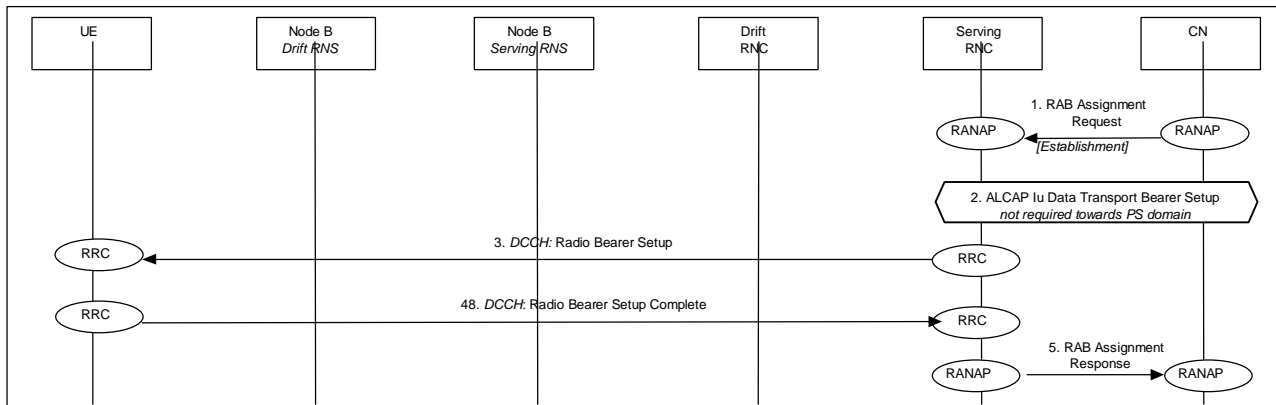 UE
Node B
Drift RNS
Node B
Serving RNS
Drift
RNC
Serving
RNC
CN
1. RAB Assignment
Request
RANAP
RANAP
[Establishment]
2. ALCAP Iu Data Transport Bearer Setup
not required towards PS domain
3. DCCH: Radio Bearer Setup
RRC
RRC
48. DCCH: Radio Bearer Setup Complete
RRC
RRC
5. RAB Assignment
Response
RANAP
RANAP